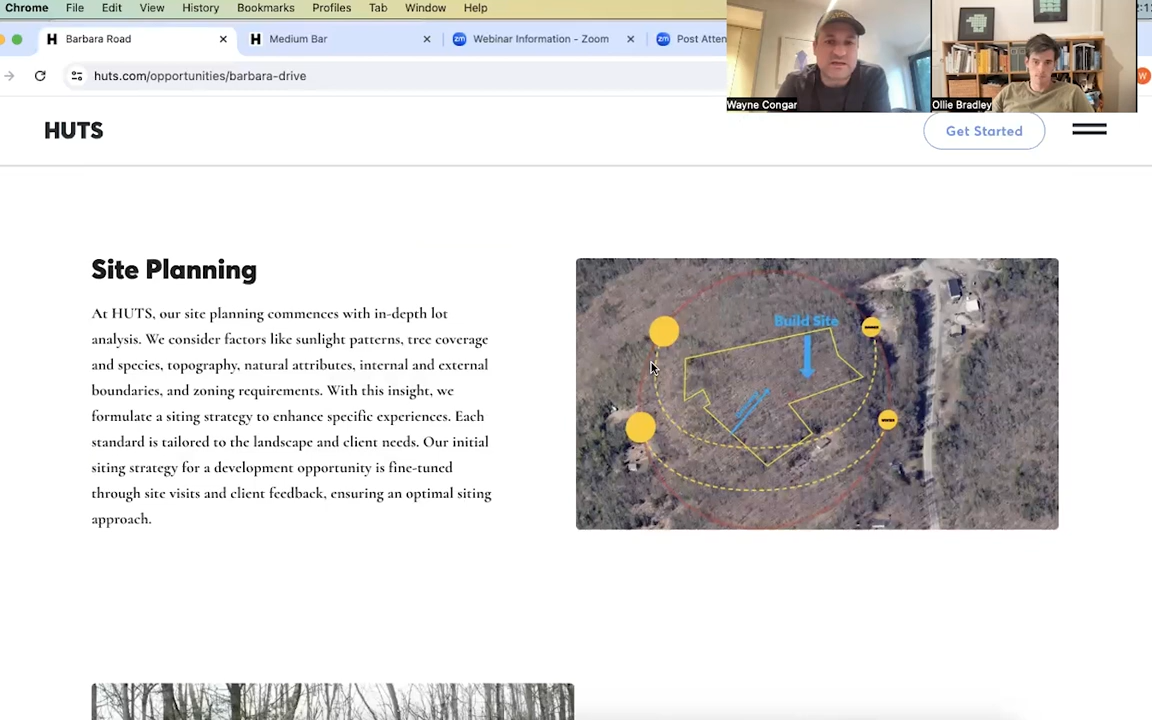 Chrome File Edit View History Bookmarks Profiles Tab Window Help
Barbara Road
Medium Bar
Webinar Information - Zoom
Post Atten
huts.com/opportunities/barbara-drive
Wayne Congar
Ollie Bradley
HUTS
Get Started
Site Planning
At HUTS, our site planning commences with in-depth lot
analysis. We consider factors like sunlight patterns, tree coverage
and species, topography, natural attributes, internal and external
boundaries, and zoning requirements. With this insight, we
formulate a siting strategy to enhance specific experiences. Each
standard is tailored to the landscape and client needs. Our initial
siting strategy for a development opportunity is fine-tuned
through site visits and client feedback, ensuring an optimal siting
approach.
Build Site